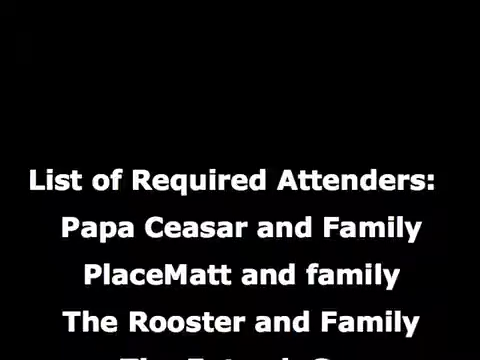 List of Required Attenders:
Papa Ceasar and Family
PlaceMatt and family
The Rooster and Family